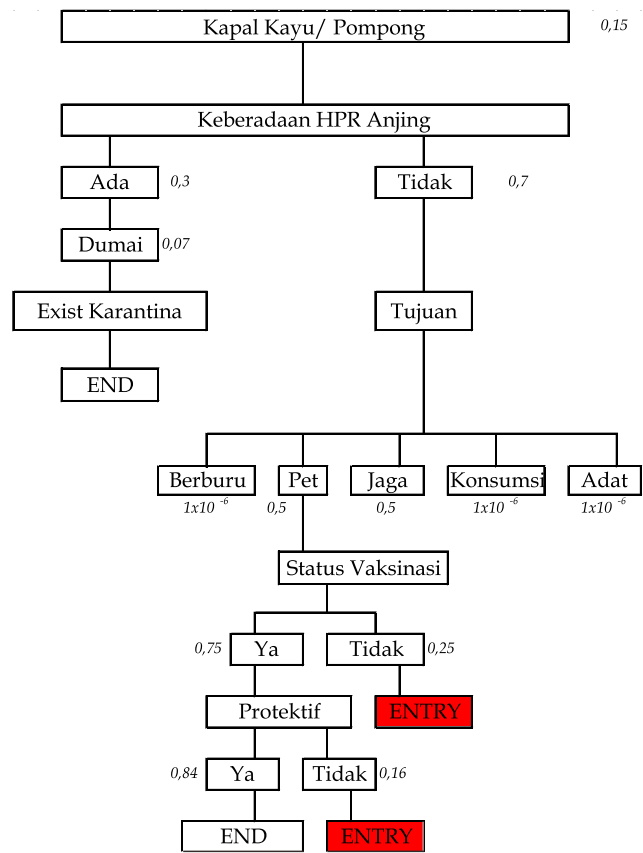 Kapal Kayu/ Pompong 0,15
Keberadaan HPR Anjing
Ada 0,3 Tidak 0,7
Dumai 0,07
Exist Karantina Tujuan
END
Berburu Pet Jaga Konsumsi Adat
1x10 -6 0,5 0,5 1x10 -6 1x10 -6
Status Vaksinasi
0,75 Ya Tidak 0,25
Protektif ENTRY
0,84 Ya Tidak 0,16
END ENTRY